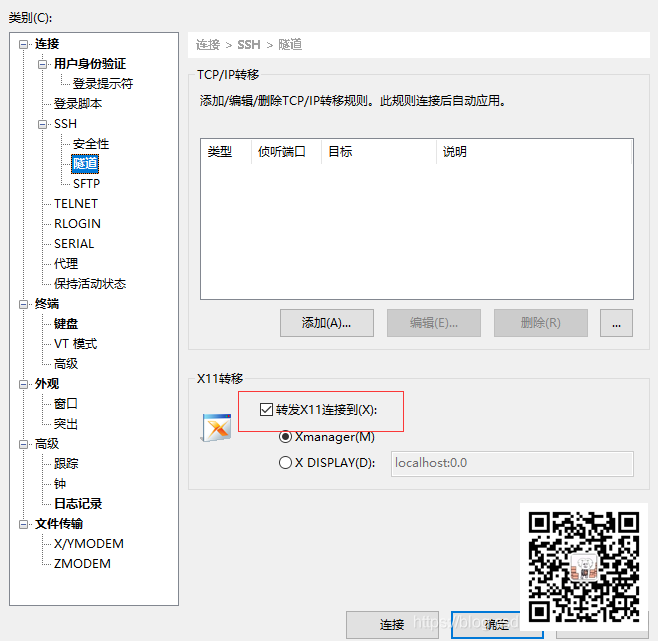 类别(C):
连接
用户身份验证
登录提示符
登录脚本
SSH
安全性
隧道
SFTP
TELNET
RLOGIN
SERIAL
代理
保持活动状态
终端
键盘
VT 模式
高级
外观
窗口
突出
高级
跟踪
钟
日志记录
文件传输
X/YMODEM
ZMODEM
连接 > SSH > 隧道
TCP/IP转移
添加/编辑/删除TCP/IP转移规则。此规则连接后自动应用。
类型 侦听端口 目标 说明
添加(A)... 编辑(E)... 删除(R) ...
X11转移
转发X11连接到(X):
Xmanager(M)
X DISPLAY(D): localhost:0.0
连接 确定